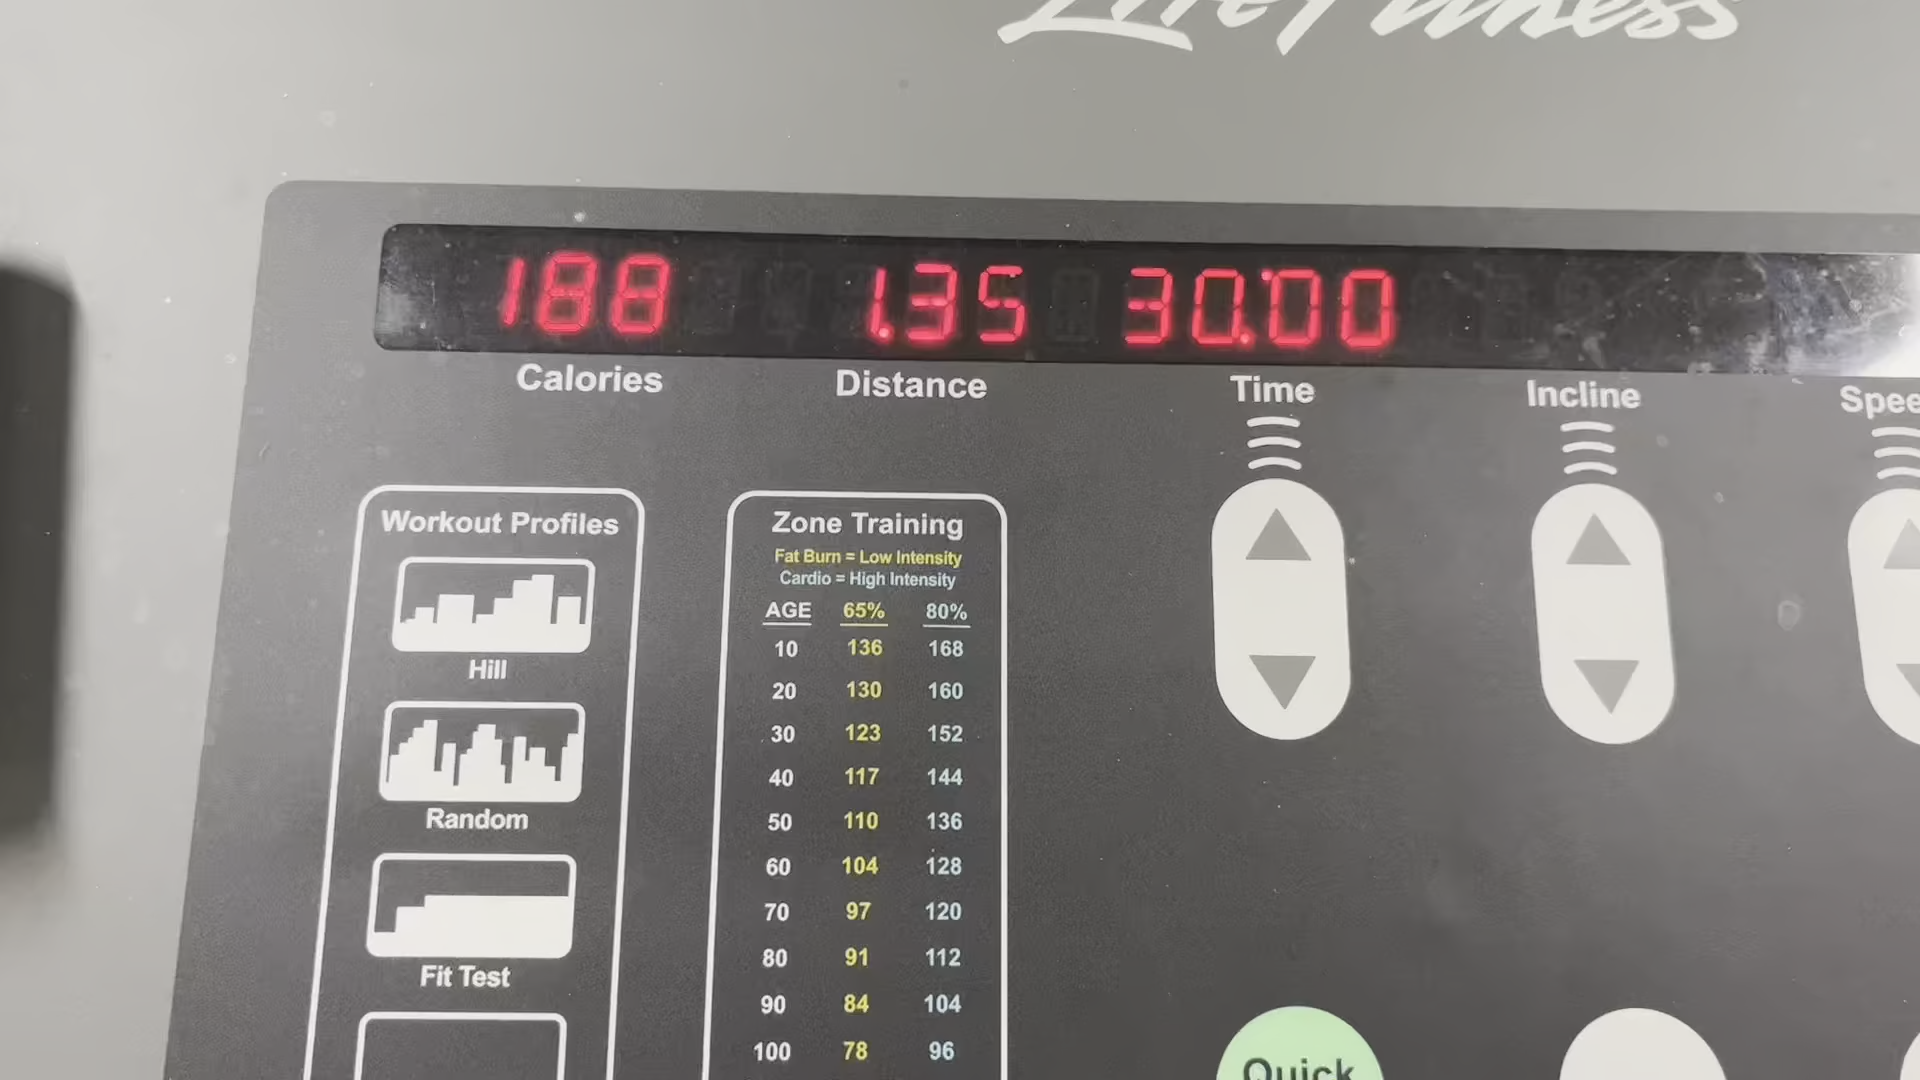 Life Fitness
188 1.35 30:00
Calories Distance Time Incline
Workout Profiles
Hill
Random
Fit Test
Zone Training
Fat Burn = Low Intensity
Cardio = High Intensity
AGE 65% 80%
10 136 168
20 130 160
30 123 152
40 117 144
50 110 136
60 104 128
70 97 120
80 91 112
90 84 104
100 78 96
Quick